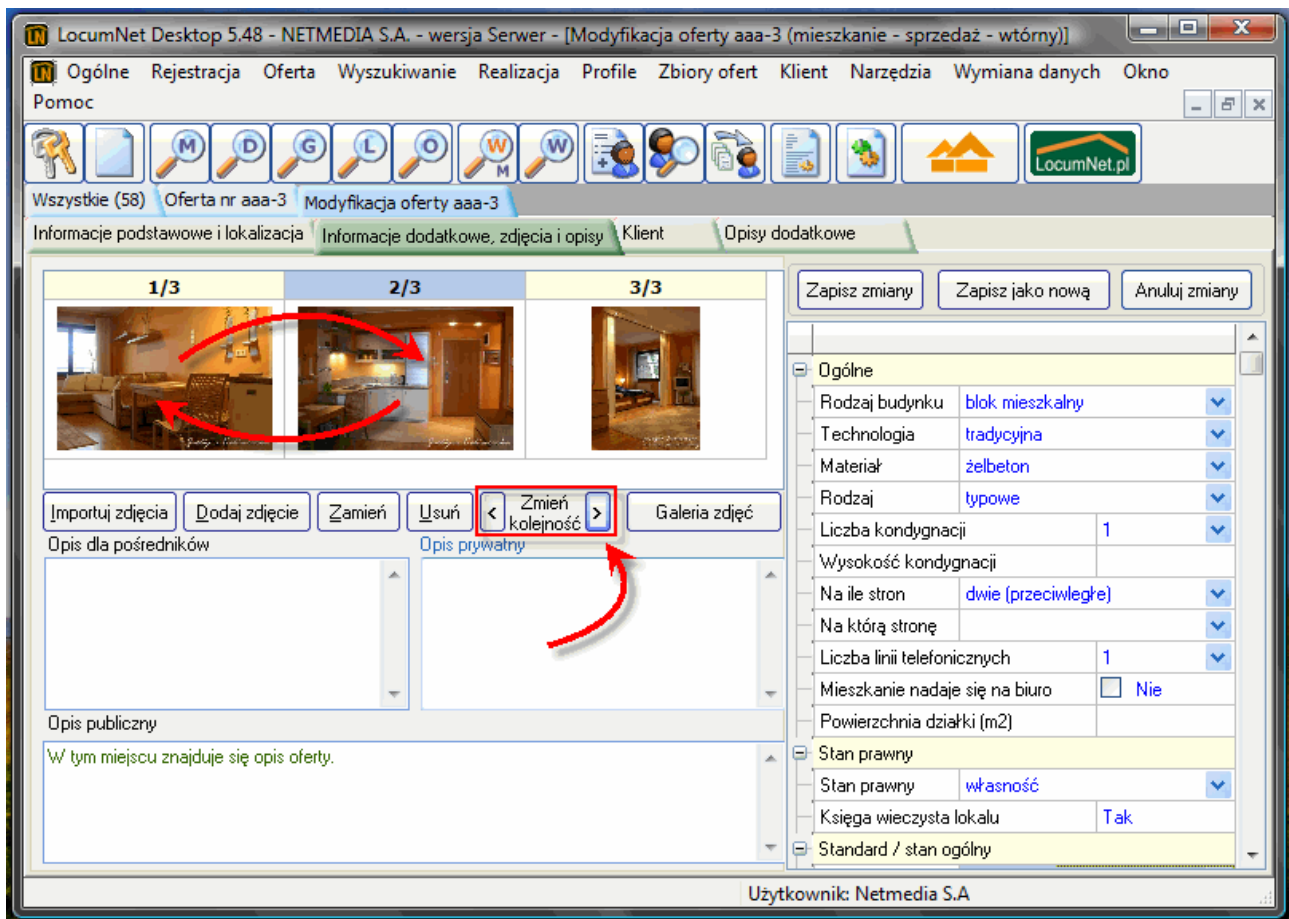 LocumNet Desktop 5.48 - NETMEDIA S.A. - wersja Serwer - [Modyfikacja oferty aaa-3 (mieszkanie - sprzedaż - wtórny)]
Ogólne Rejestracja Oferta Wyszukiwanie Realizacja Profile Zbiory ofert Klient Narzędzia Wymiana danych Okno
Pomoc
M D G L O W M W LocumNet.pl
Wszystkie (58) Oferta nr aaa-3 Modyfikacja oferty aaa-3
Informacje podstawowe i lokalizacja Informacje dodatkowe, zdjęcia i opisy Klient Opisy dodatkowe
1/3 2/3 3/3
Importuj zdjęcia Dodaj zdjęcie Zamień Usuń < Zmień kolejność > Galeria zdjęć
Opis dla pośredników Opis prywatny
Opis publiczny
W tym miejscu znajduje się opis oferty.
Zapisz zmiany Zapisz jako nową Anuluj zmiany
Ogólne
Rodzaj budynku blok mieszkalny
Technologia tradycyjna
Materiał żelbeton
Rodzaj typowe
Liczba kondygnacji 1
Wysokość kondygnacji
Na ile stron dwie (przeciwległe)
Na którą stronę
Liczba linii telefonicznych 1
Mieszkanie nadaje się na biuro Nie
Powierzchnia działki (m2)
Stan prawny
Stan prawny własność
Księga wieczysta lokalu Tak
Standard / stan ogólny
Użytkownik: Netmedia S.A